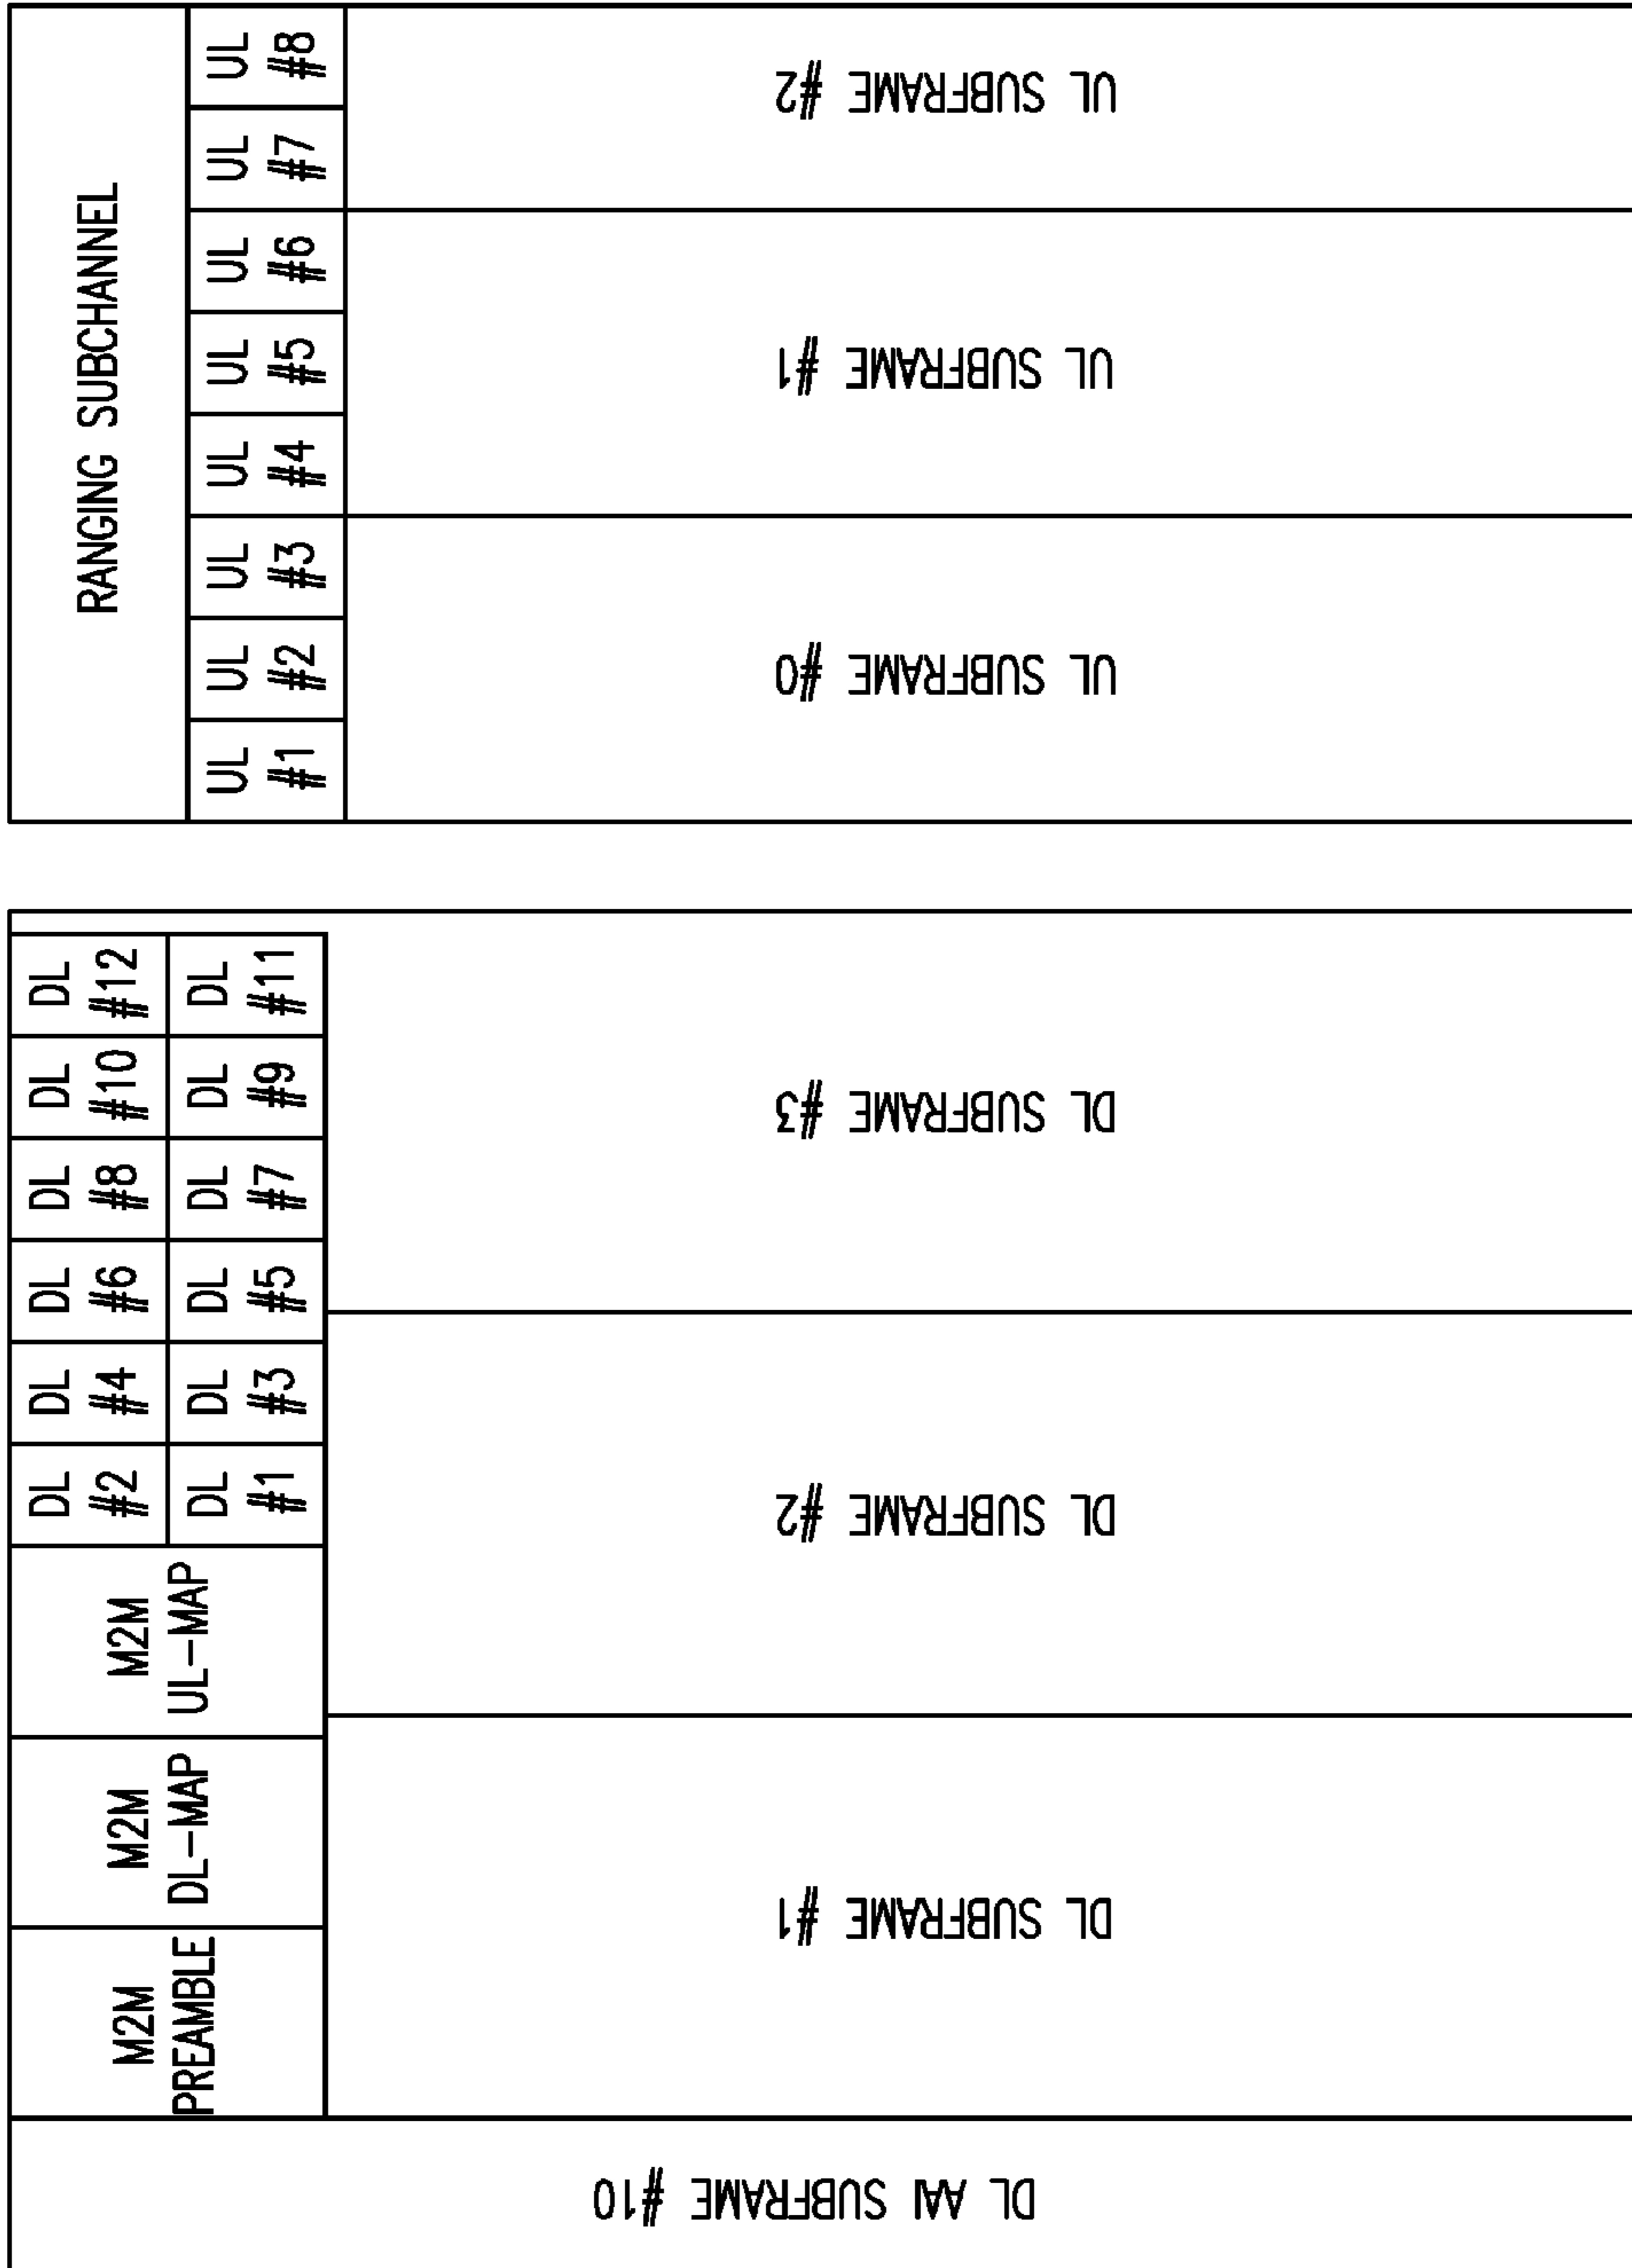 DL AAI SUBFRAME #10
M2M
PREAMBLE
M2M
DL-MAP
M2M
UL-MAP
DL
#2
DL
#4
DL
#6
DL
#8
DL
#10
DL
#12
DL
#1
DL
#3
DL
#5
DL
#7
DL
#9
DL
#11
DL SUBFRAME #1
DL SUBFRAME #2
DL SUBFRAME #3
RANGING SUBCHANNEL
UL
#1
UL
#2
UL
#3
UL
#4
UL
#5
UL
#6
UL
#7
UL
#8
UL SUBFRAME #0
UL SUBFRAME #1
UL SUBFRAME #2